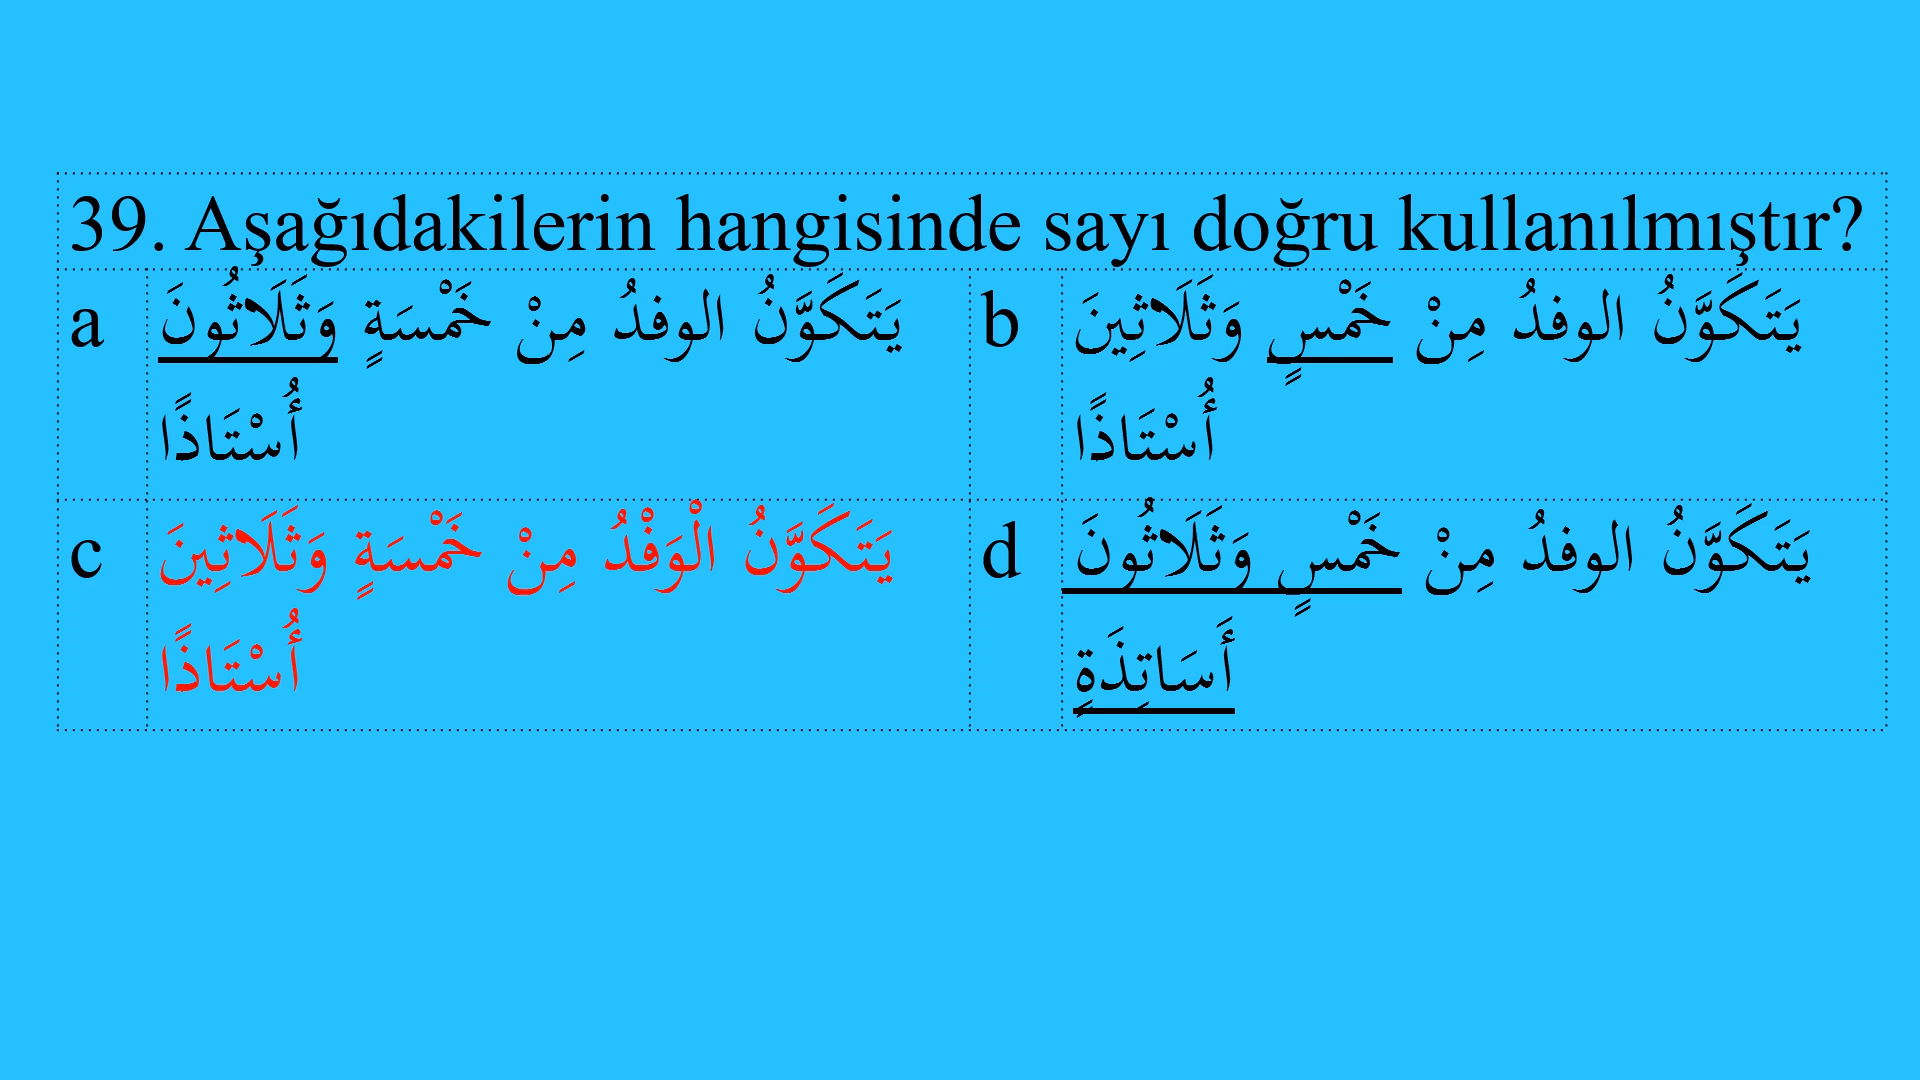 39. Aşağıdakilerin hangisinde sayı doğru kullanılmıştır?
a
يَتَكَوَّنُ الوفدُ مِنْ خَمْسَةٍ وَثَلَاثُونَ
أُسْتَاذًا
b
يَتَكَوَّنُ الوفدُ مِنْ خَمْسٍ وَثَلَاثِينَ
أُسْتَاذًا
c
يَتَكَوَّنُ الْوَفْدُ مِنْ خَمْسَةٍ وَثَلَاثِينَ
أُسْتَاذًا
d
يَتَكَوَّنُ الوفدُ مِنْ خَمْسٍ وَثَلَاثُونَ
أَسَاتِذَةٍ